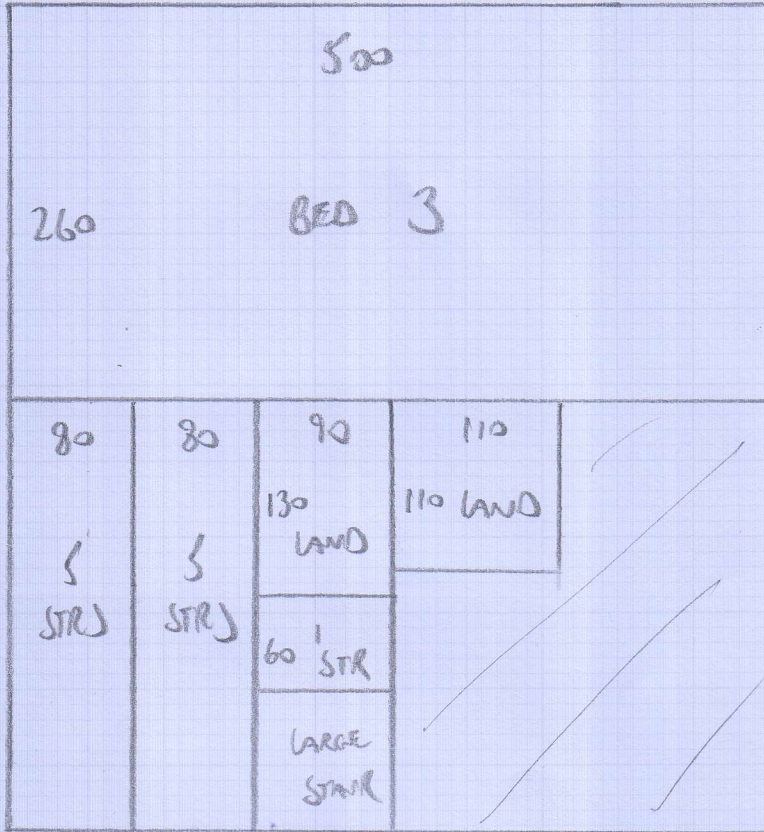 500
260
BED 3
80
80
90
110
130
LAND
110 LAND
5
STRS
5
STRS
60 1 STR
LARGE
STAIR